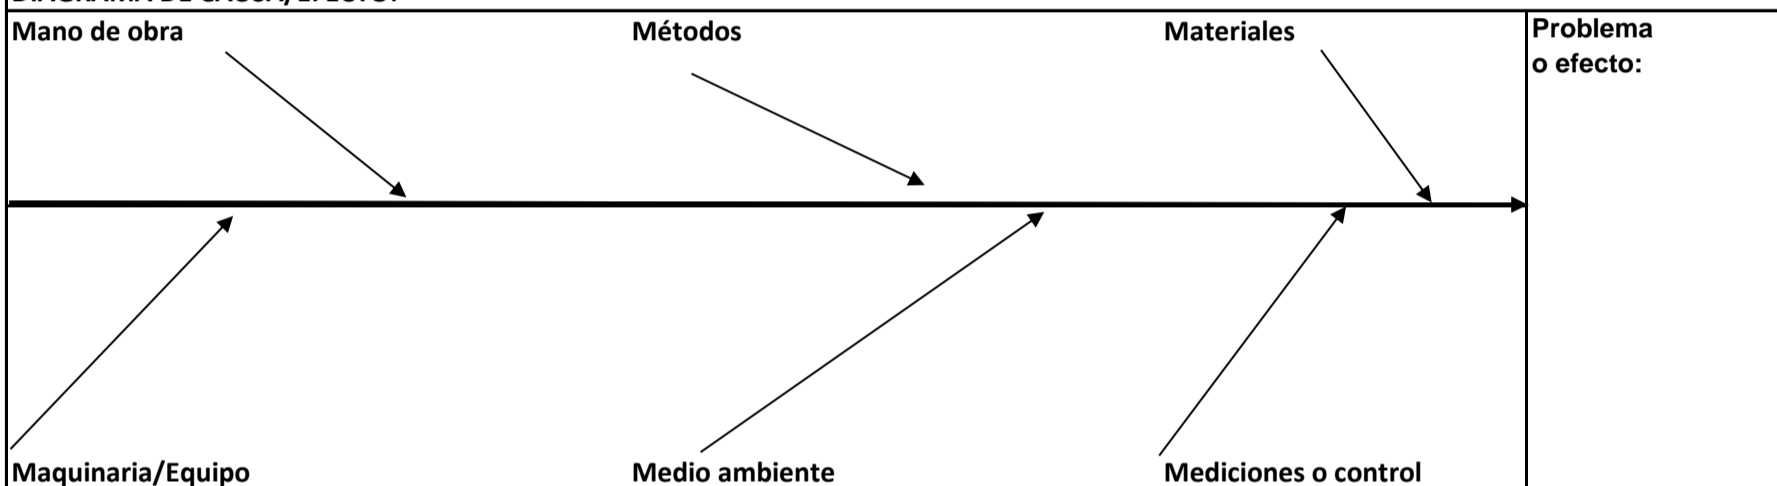 Mano de obra
Métodos
Materiales
Problema
o efecto:
Maquinaria/Equipo
Medio ambiente
Mediciones o control